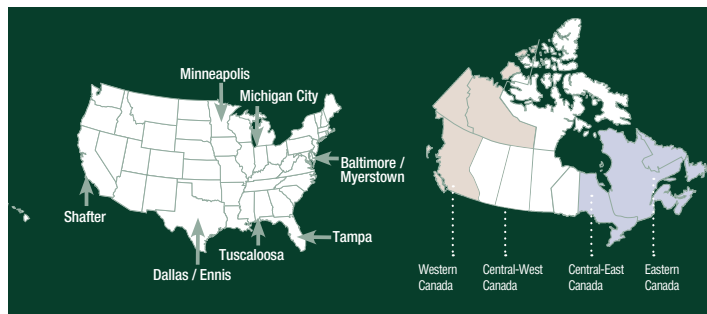 Minneapolis
Michigan City
Baltimore /
Myerstown
Shafter
Tampa
Tuscaloosa
Dallas / Ennis
Western
Canada
Central-West
Canada
Central-East
Canada
Eastern
Canada